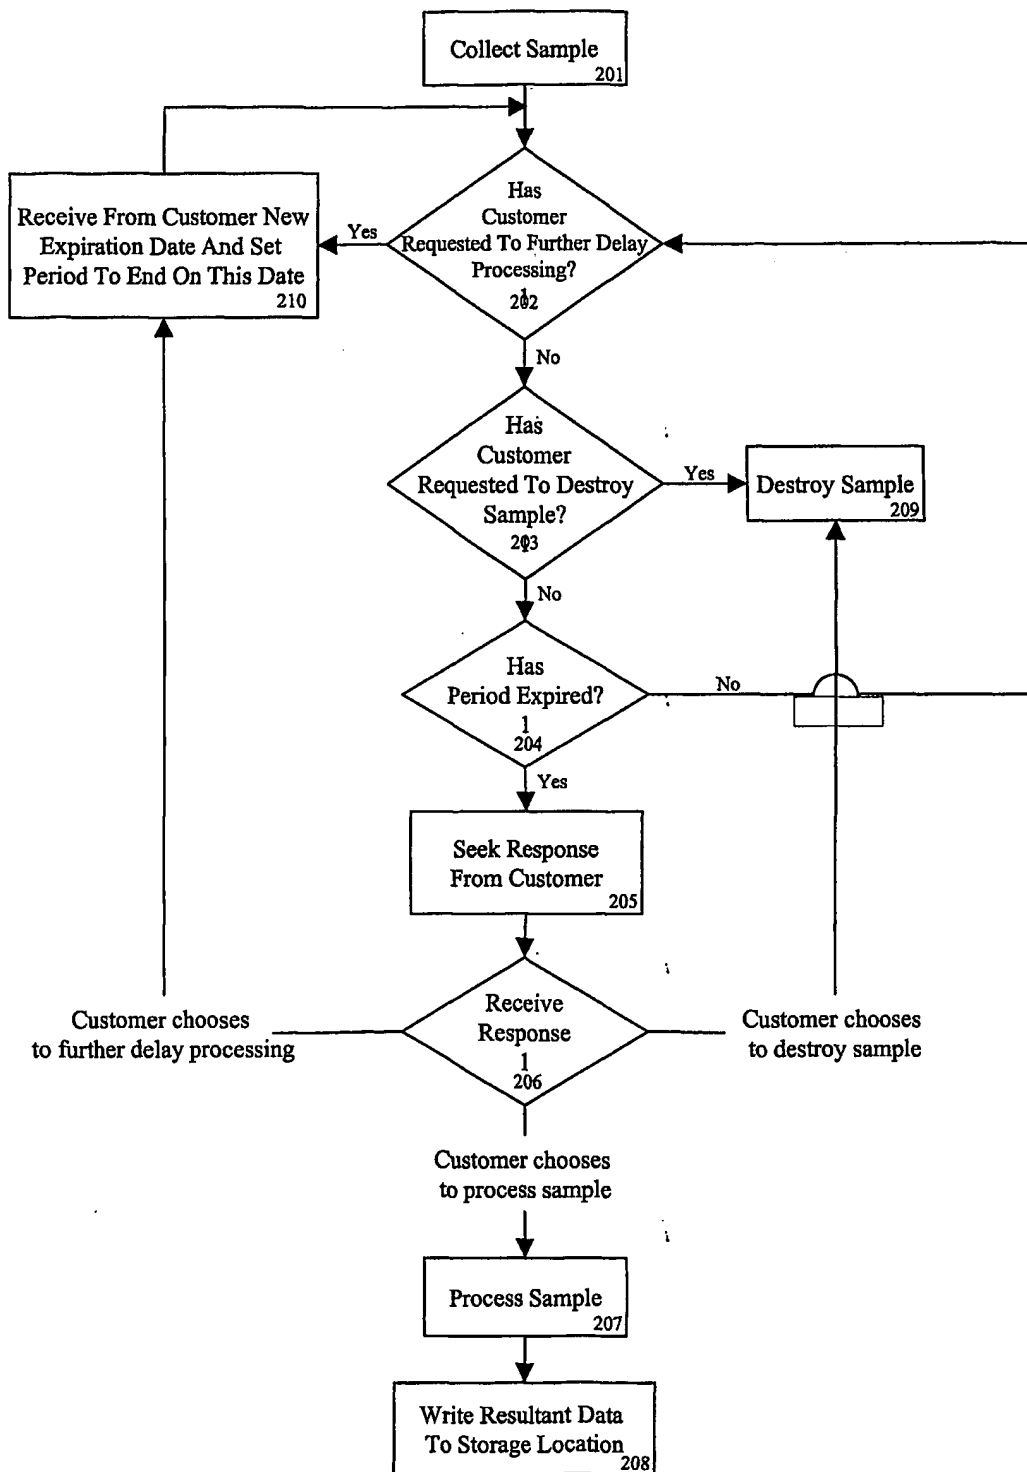 Collect Sample
201
Has
Customer
Requested To Further Delay
Processing?
1
202
Yes
Receive From Customer New
Expiration Date And Set
Period To End On This Date
210
No
Has
Customer
Requested To Destroy
Sample?
1
203
Yes
Destroy Sample
209
No
Has
Period Expired?
1
204
No
Yes
Seek Response
From Customer
205
Receive
Response
1
206
Customer chooses
to further delay processing
Customer chooses
to destroy sample
Customer chooses
to process sample
Process Sample
207
Write Resultant Data
To Storage Location
208